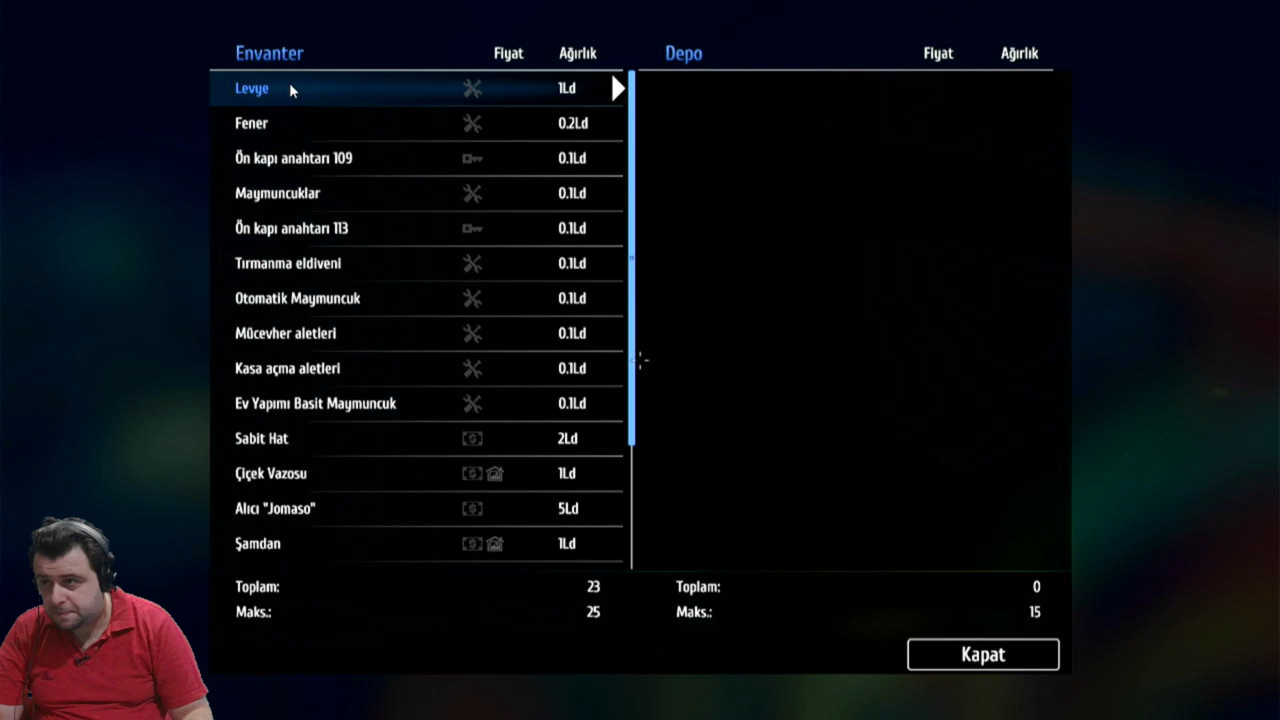 Envanter Fiyat Ağırlık
Levye 1Ld
Fener 0.2Ld
Ön kapı anahtarı 109 0.1Ld
Maymuncuklar 0.1Ld
Ön kapı anahtarı 113 0.1Ld
Tırmanma eldiveni 0.1Ld
Otomatik Maymuncuk 0.1Ld
Mücevher aletleri 0.1Ld
Kasa açma aletleri 0.1Ld
Ev Yapımı Basit Maymuncuk 0.1Ld
Sabit Hat 2Ld
Çiçek Vazosu 1Ld
Alıcı "Jomaso" 5Ld
Şamdan 1Ld
Toplam: 23
Maks.: 25
Depo Fiyat Ağırlık
Toplam: 0
Maks.: 15
Kapat